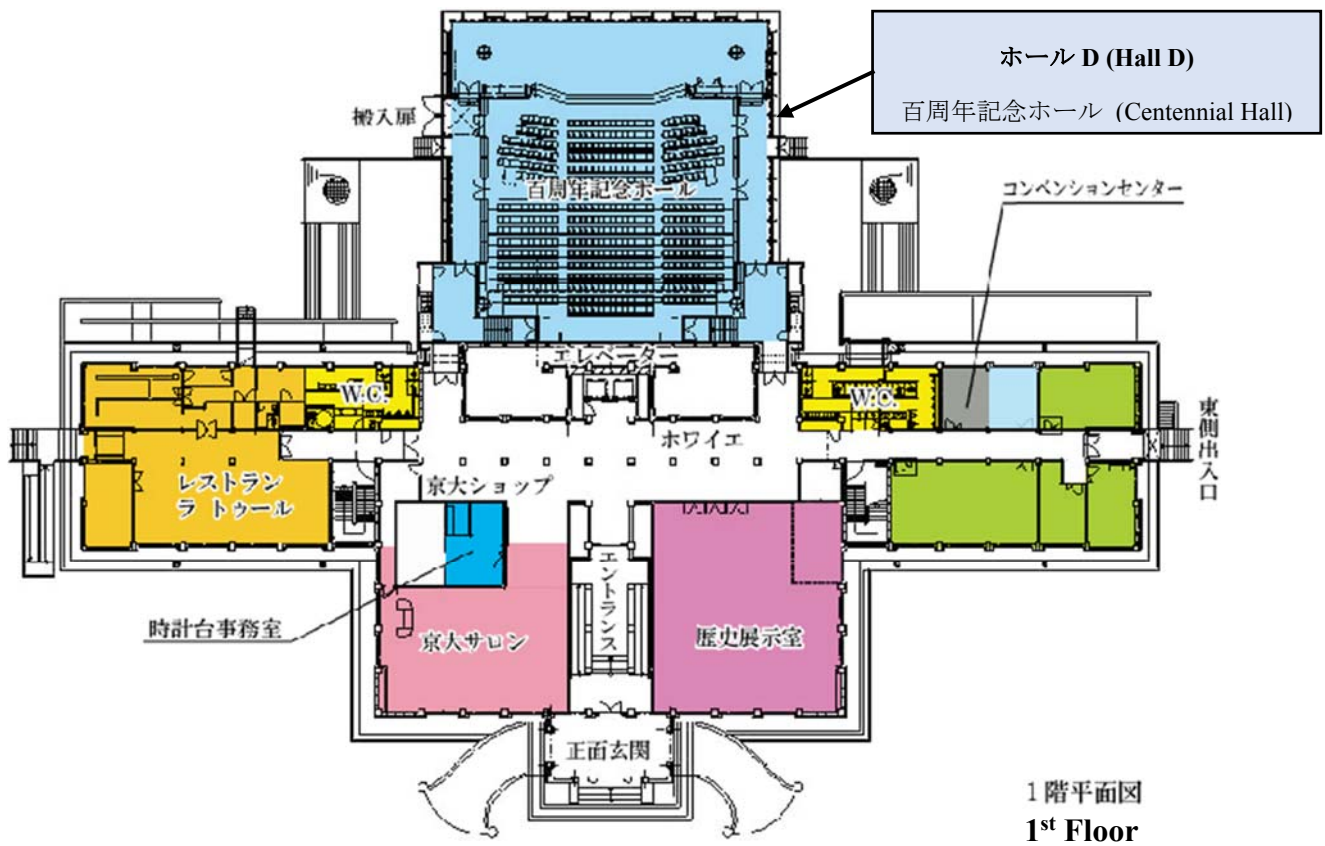 ホール D (Hall D)
百周年記念ホール (Centennial Hall)
搬入扉
百周年記念ホール
コンベンションセンター
エレベーター
W.C.
W.C.
ホワイエ
東側出入口
レストラン
ラ トゥール
京大ショップ
エントランス
時計台事務室
京大サロン
歴史展示室
正面玄関
1階平面図
1st Floor